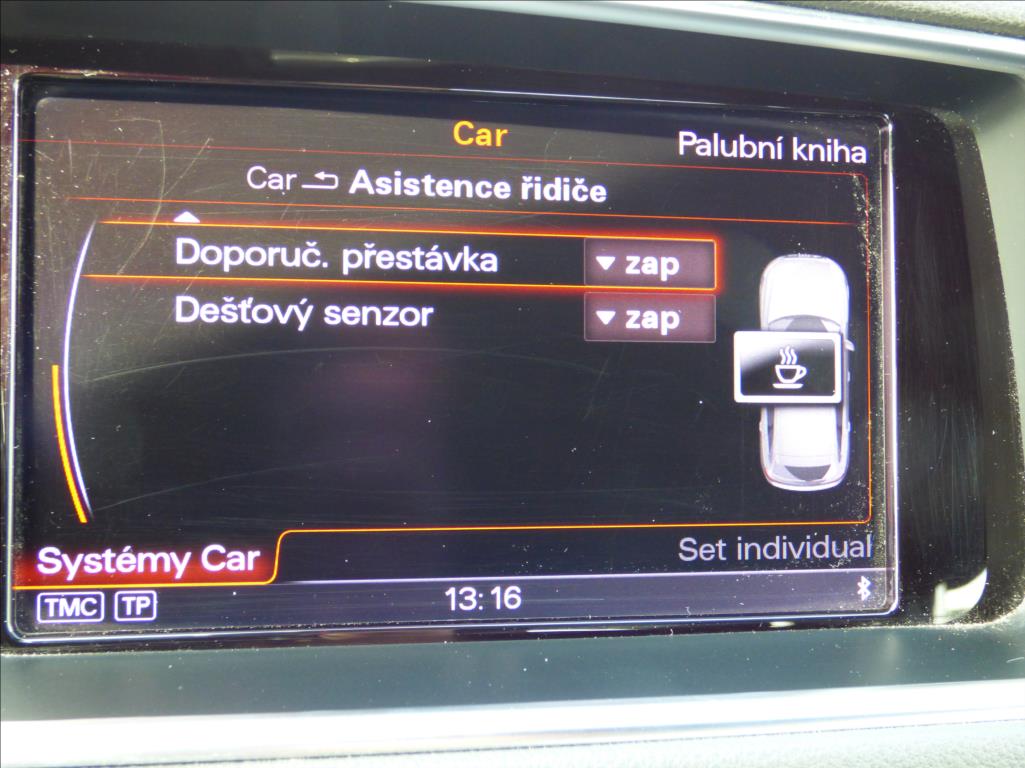 Car
Palubní kniha
Car Asistence řidiče
Doporuč. přestávka zap
Dešťový senzor zap
Systémy Car
Set individual
TMC TP 13:16